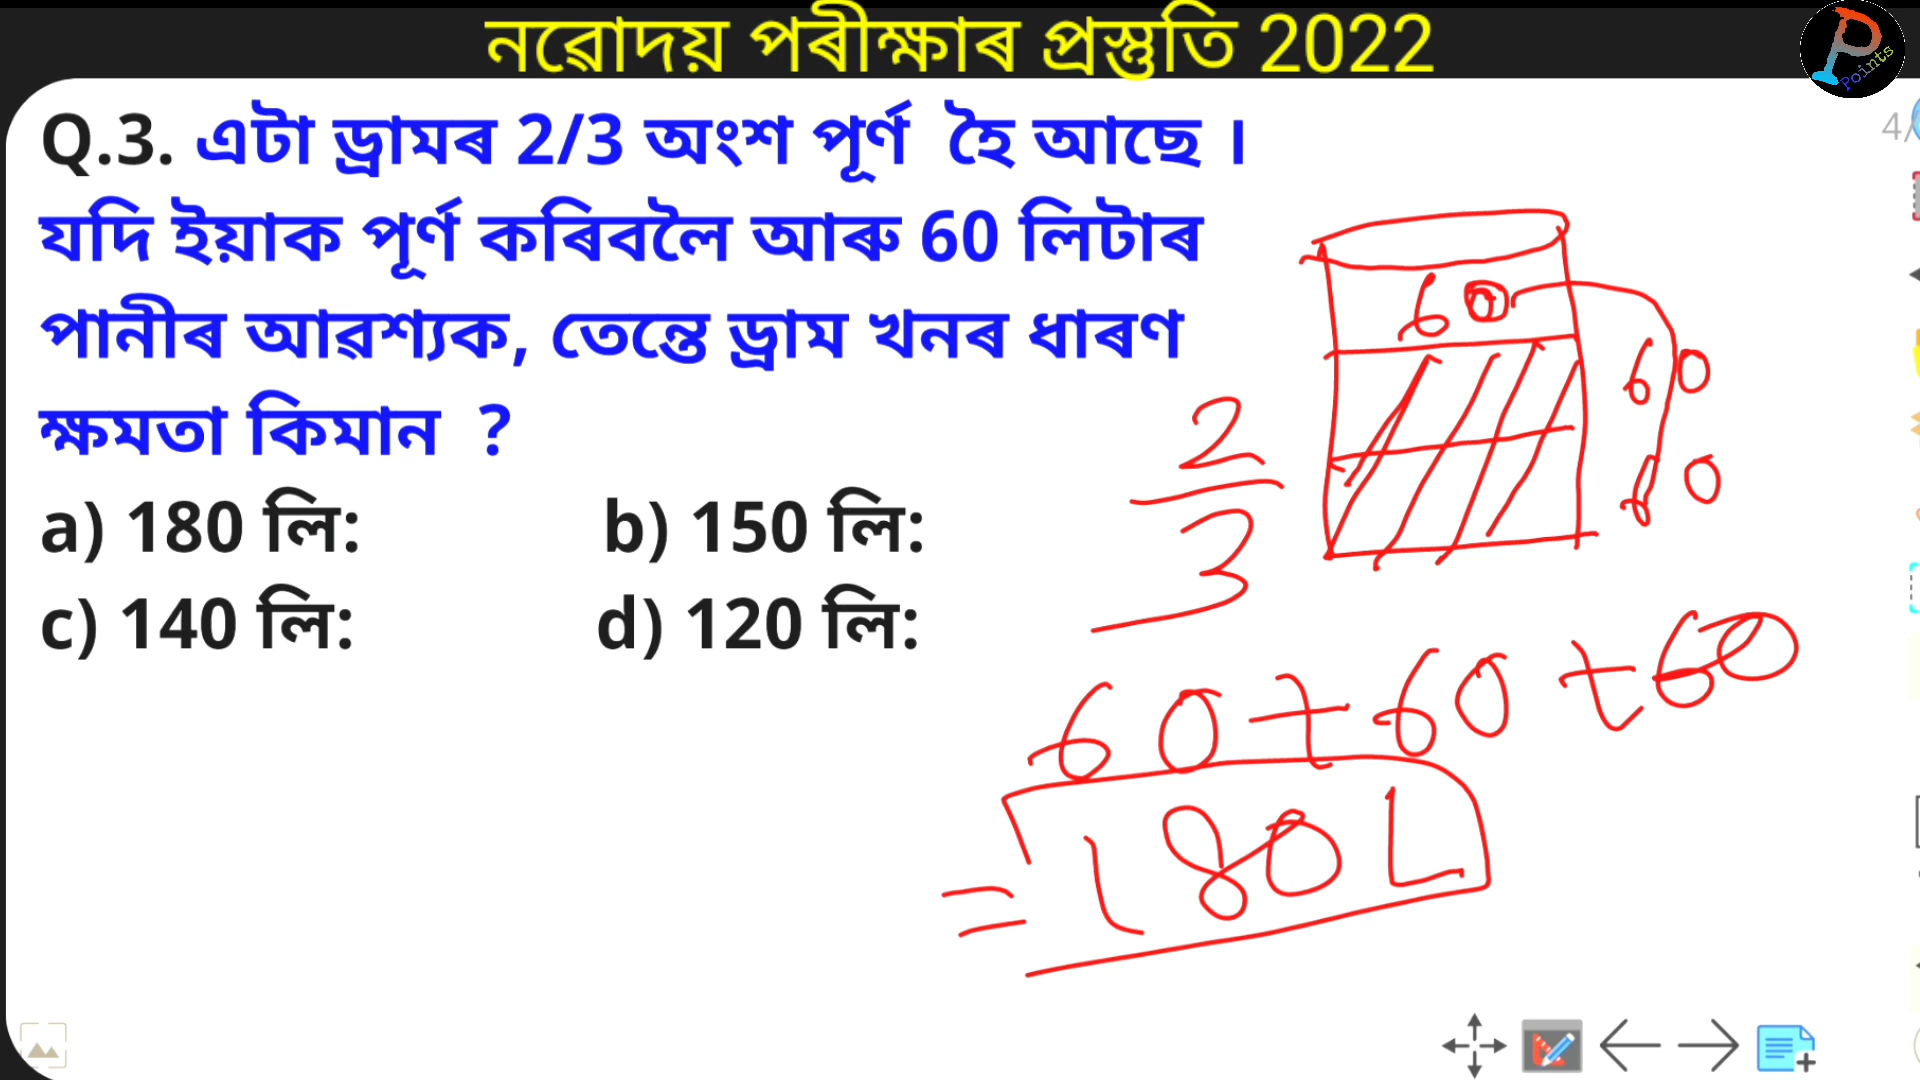 নৱোদয় পৰীক্ষাৰ প্ৰস্তুতি 2022
P Points
Q.3. এটা ড্ৰামৰ 2/3 অংশ পূৰ্ণ হৈ আছে ।
যদি ইয়াক পূৰ্ণ কৰিবলৈ আৰু 60 লিটাৰ
পানীৰ আৱশ্যক, তেন্তে ড্ৰাম খনৰ ধাৰণ
ক্ষমতা কিমান ?
a) 180 লি: b) 150 লি:
c) 140 লি: d) 120 লি:
60
60
60
2
3
60+60+60
=180L